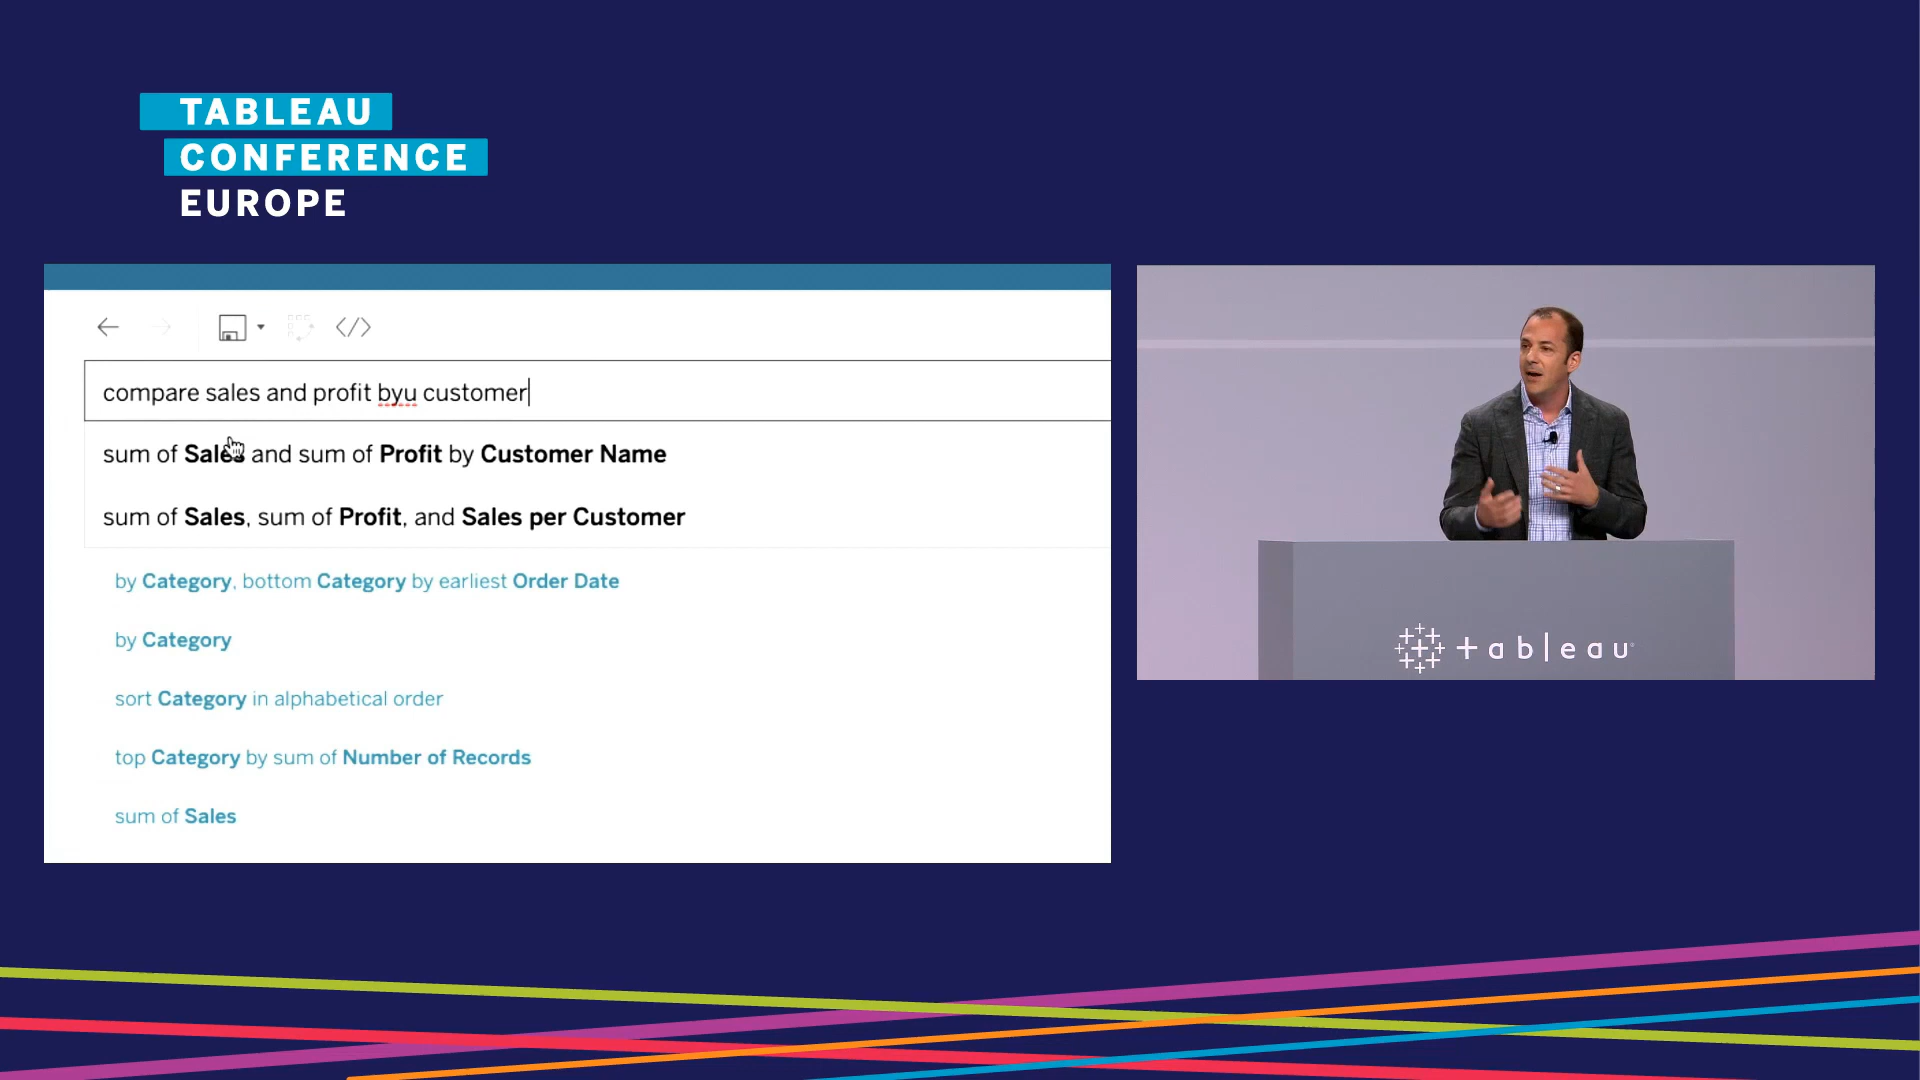 TABLEAU
CONFERENCE
EUROPE
compare sales and profit byu customer
sum of Sales and sum of Profit by Customer Name
sum of Sales, sum of Profit, and Sales per Customer
by Category, bottom Category by earliest Order Date
by Category
sort Category in alphabetical order
top Category by sum of Number of Records
sum of Sales
+ableau